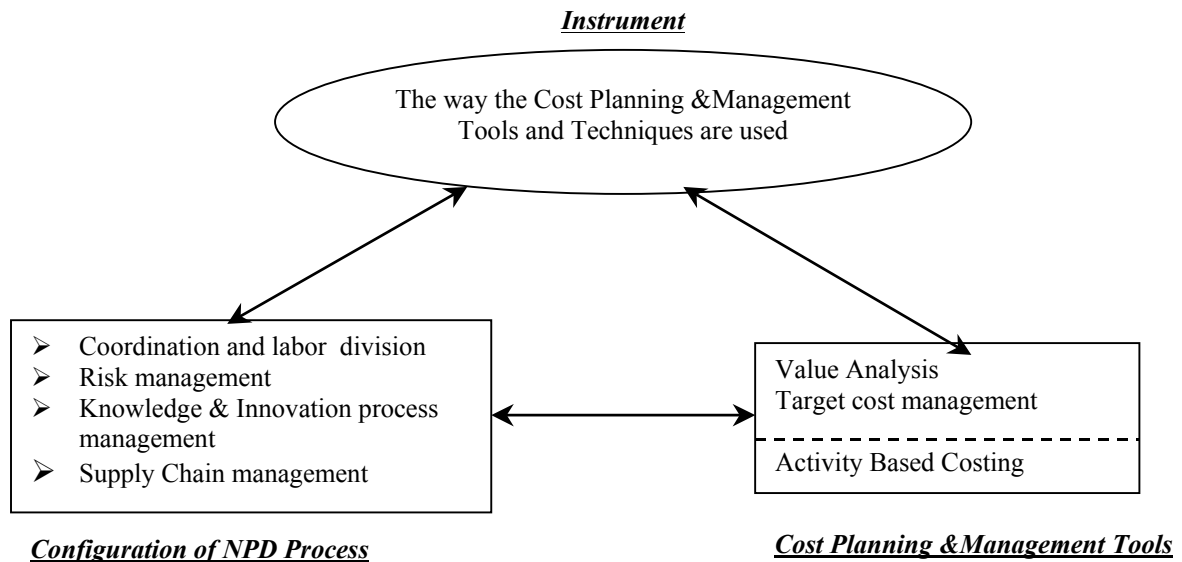 Instrument
The way the Cost Planning &Management
Tools and Techniques are used
➢ Coordination and labor division
➢ Risk management
➢ Knowledge & Innovation process
management
➢ Supply Chain management
Configuration of NPD Process
Value Analysis
Target cost management
Activity Based Costing
Cost Planning &Management Tools